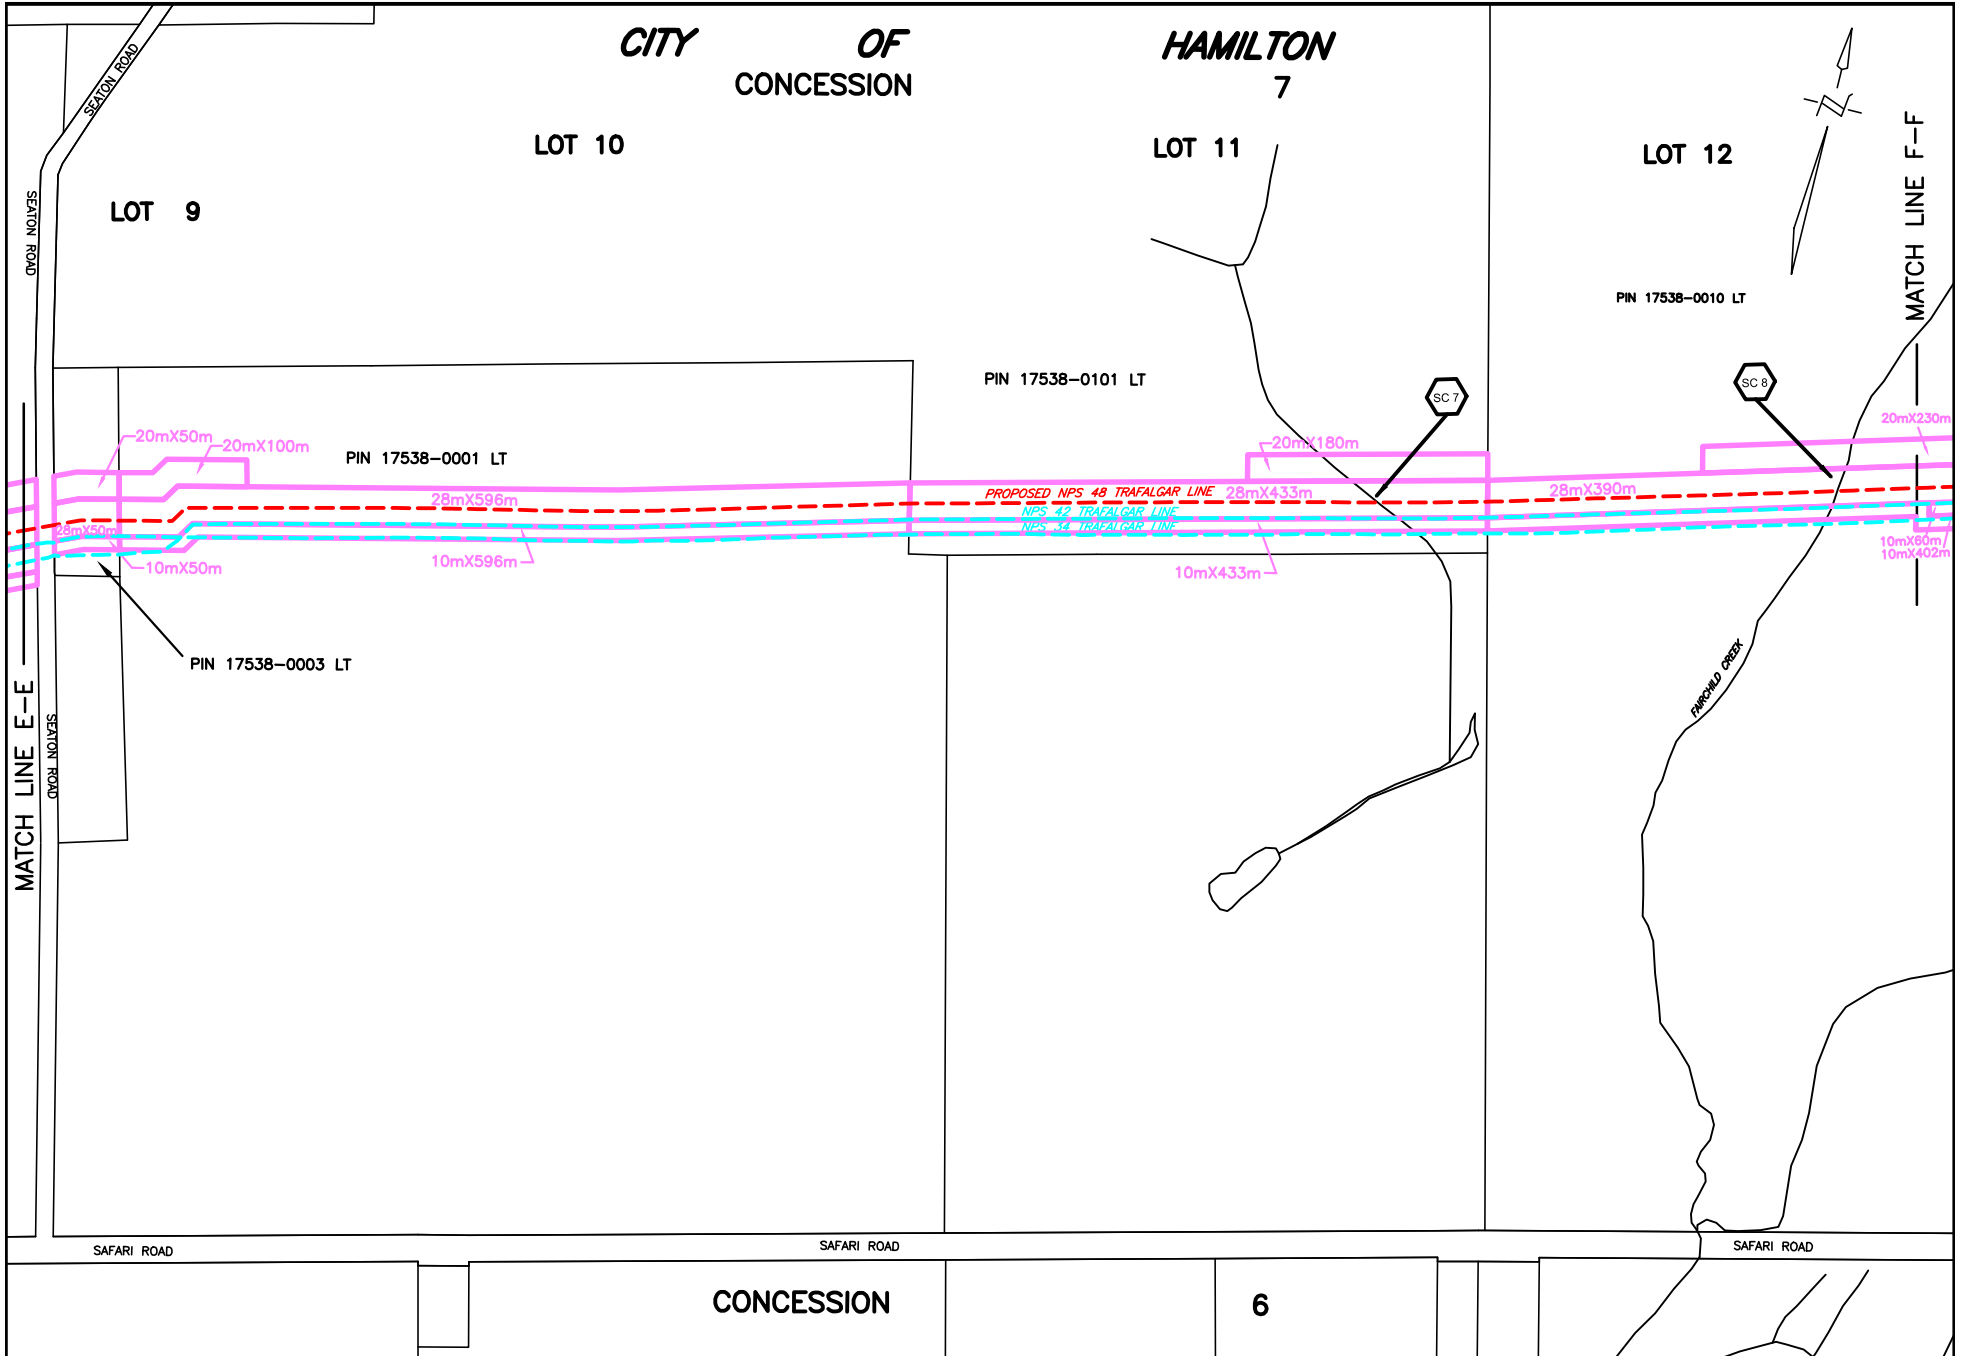 CITY OF HAMILTON
CONCESSION 7
SEATON ROAD
LOT 10
LOT 11
LOT 12
LOT 9
SEATON ROAD
MATCH LINE F-F
N
PIN 17538-0010 LT
PIN 17538-0101 LT
SC 7
SC 8
20mX230m
20mX50m
20mX100m
20mX180m
PIN 17538-0001 LT
28mX596m
PROPOSED NPS 48 TRAFALGAR LINE
28mX433m
28mX390m
NPS 42 TRAFALGAR LINE
NPS 34 TRAFALGAR LINE
28mX50m
10mX50m
10mX596m
10mX433m
10mX60m
10mX402m
PIN 17538-0003 LT
MATCH LINE E-E
SEATON ROAD
FAIRCHILD CREEK
SAFARI ROAD
SAFARI ROAD
SAFARI ROAD
CONCESSION 6